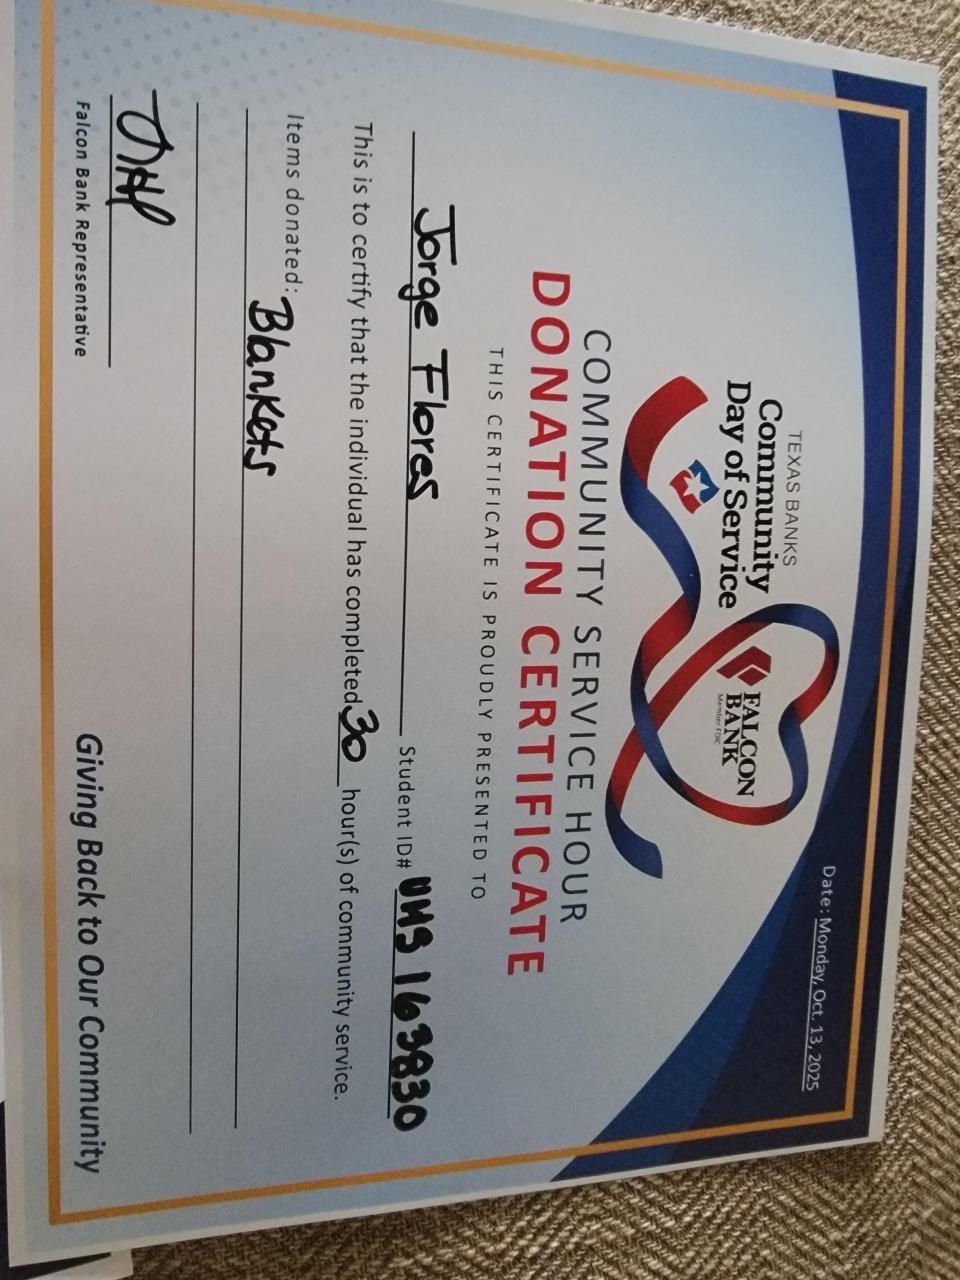 Date: Monday, Oct. 13, 2025
TEXAS BANKS
Community
Day of Service
FALCON
BANK
Member FDIC
COMMUNITY SERVICE HOUR
DONATION CERTIFICATE
THIS CERTIFICATE IS PROUDLY PRESENTED TO
Jorge Flores Student ID# UHS 163830
This is to certify that the individual has completed 30 hour(s) of community service.
Items donated: Blankets
Falcon Bank Representative
Giving Back to Our Community